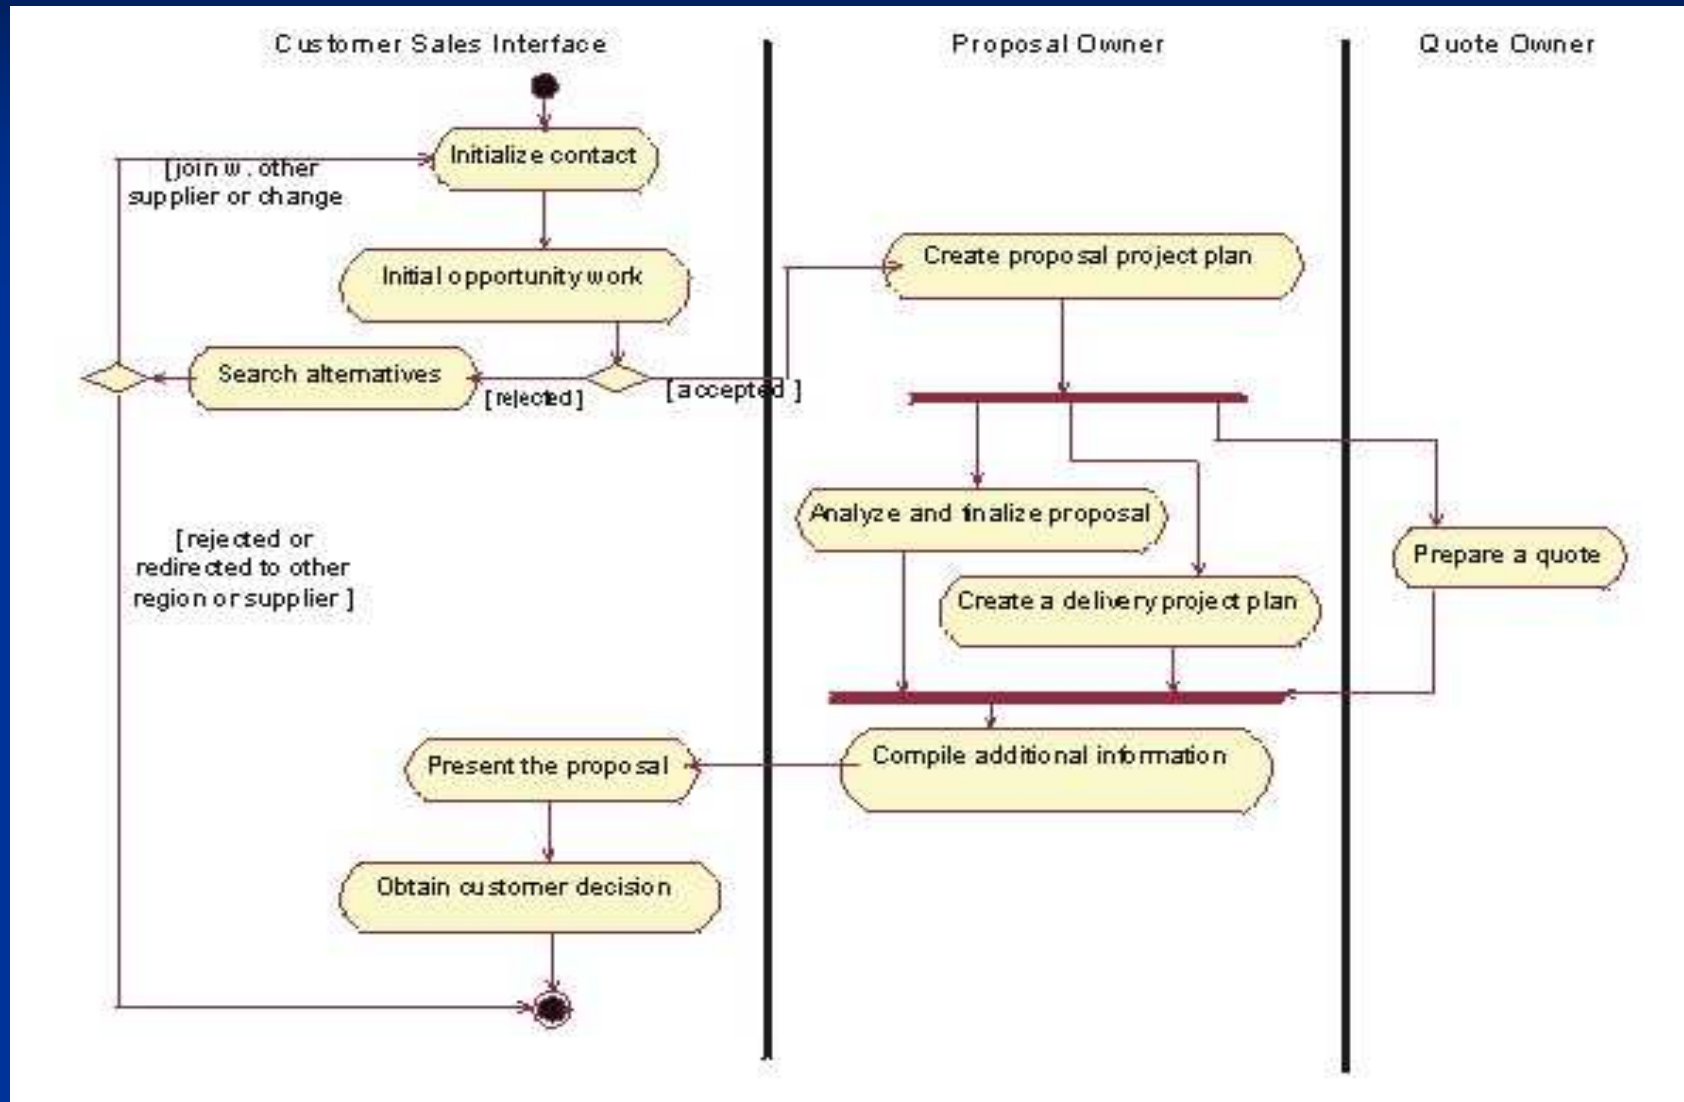 Customer Sales Interface
Proposal Owner
Quote Owner
Initialize contact
[join w. other
supplier or change
Initial opportunity work
Create proposal project plan
Search alternatives
[rejected]
[accepted ]
Analyze and finalize proposal
[rejected or
redirected to other
region or supplier ]
Prepare a quote
Create a delivery project plan
Present the proposal
Compile additional information
Obtain customer decision